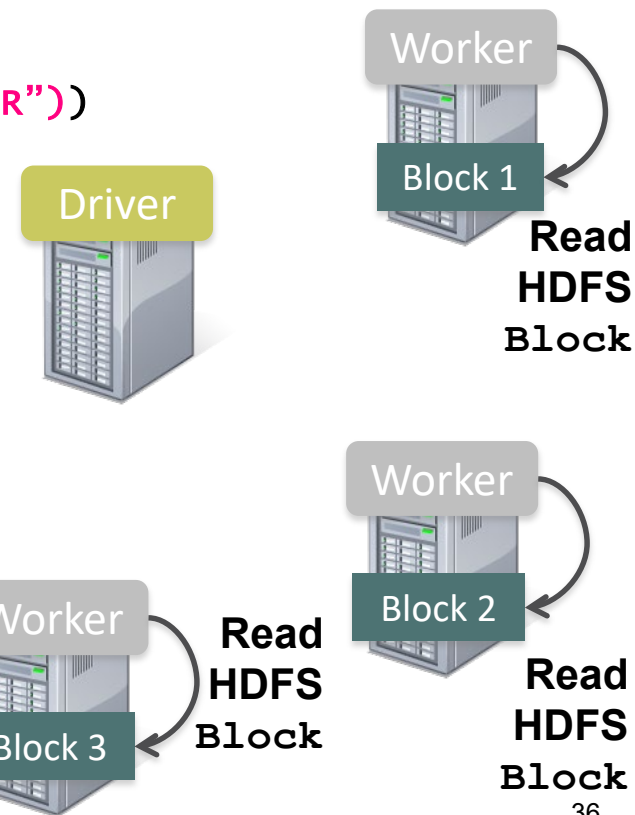 R”))
Worker
Block 1
Driver
Read
HDFS
Block
Worker
Block 2
Worker
Block 3
Read
HDFS
Block
Read
HDFS
Block
36